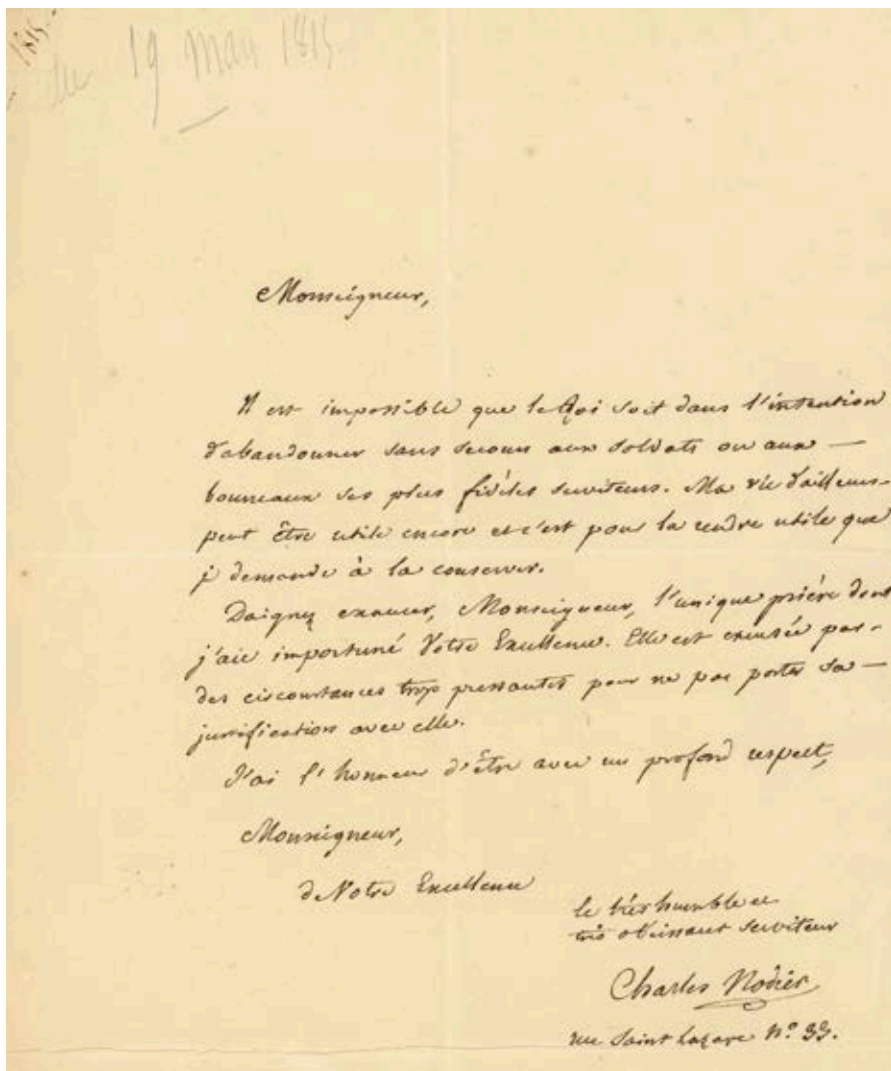 1815.
du 19 mars 1815.
Monseigneur,
Il est impossible que le Roi soit dans l'intention
d'abandonner sans secours aux soldats ou aux —
bourreaux ses plus fidèles serviteurs. Ma vie d'ailleurs
peut être utile encore et c'est pour la rendre utile que
je demande à la conserver.
Daignez exaucer, Monseigneur, l'unique prière dont
j'aie importuné Votre Excellence. Elle est excusée par
des circonstances trop pressantes pour ne pas porter sa —
justification avec elle.
J'ai l'honneur d'être avec un profond respect,
Monseigneur,
de Votre Excellence
le très humble et
très obéissant serviteur
Charles Nodier
rue Saint Lazare N.º 33.